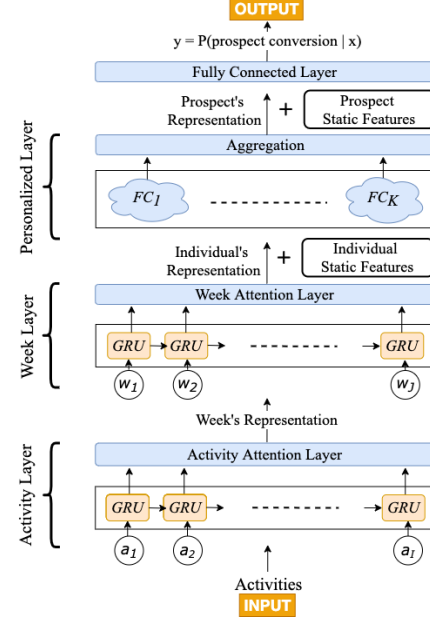 OUTPUT
y = P(prospect conversion | x)
Fully Connected Layer
Prospect's
Representation
+
Prospect
Static Features
Aggregation
Personalized Layer
FC1
FCK
Individual's
Representation
+
Individual
Static Features
Week Attention Layer
Week Layer
GRU
GRU
GRU
w1
w2
wJ
Week's Representation
Activity Attention Layer
Activity Layer
GRU
GRU
GRU
a1
a2
aI
Activities
INPUT